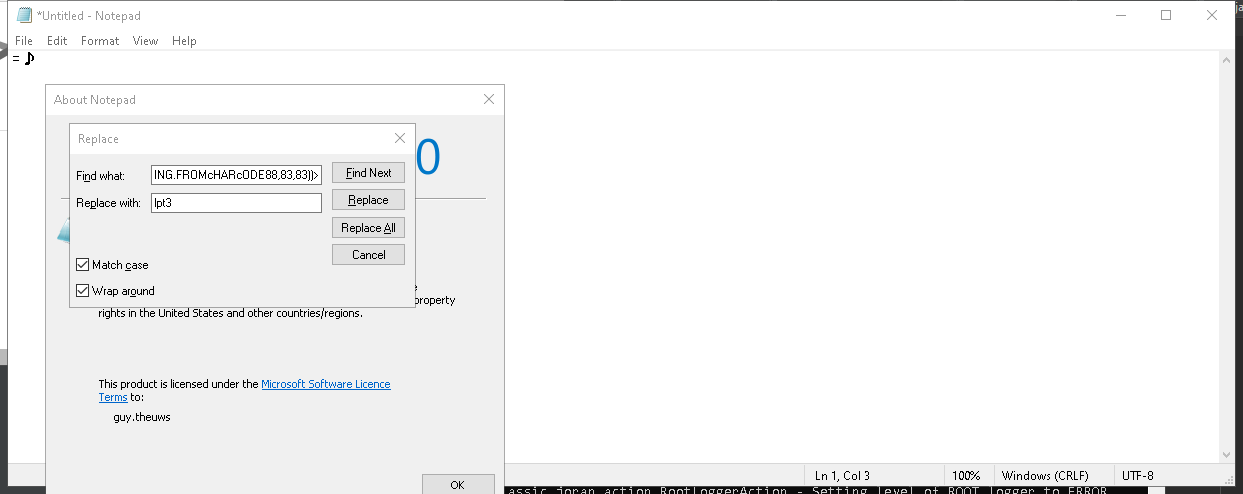 *Untitled - Notepad
File Edit Format View Help
= ♪
About Notepad
Replace
0
Find what: ING.FROMcHARcODE88,83,83))> Find Next
Replace with: lpt3 Replace
Replace All
Cancel
Match case
Wrap around
property
rights in the United States and other countries/regions.
This product is licensed under the Microsoft Software Licence
Terms to:
guy.theuws
OK
Ln 1, Col 3 100% Windows (CRLF) UTF-8
assic.joran.action.RootLoggerAction - Setting level of ROOT logger to ERROR